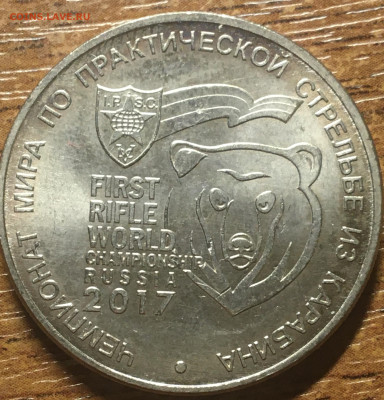 ЧЕМПИОНАТ МИРА ПО ПРАКТИЧЕСКОЙ СТРЕЛЬБЕ ИЗ КАРАБИНА
I.P.S.C.
FIRST
RIFLE
WORLD
CHAMPIONSHIP
RUSSIA
2017